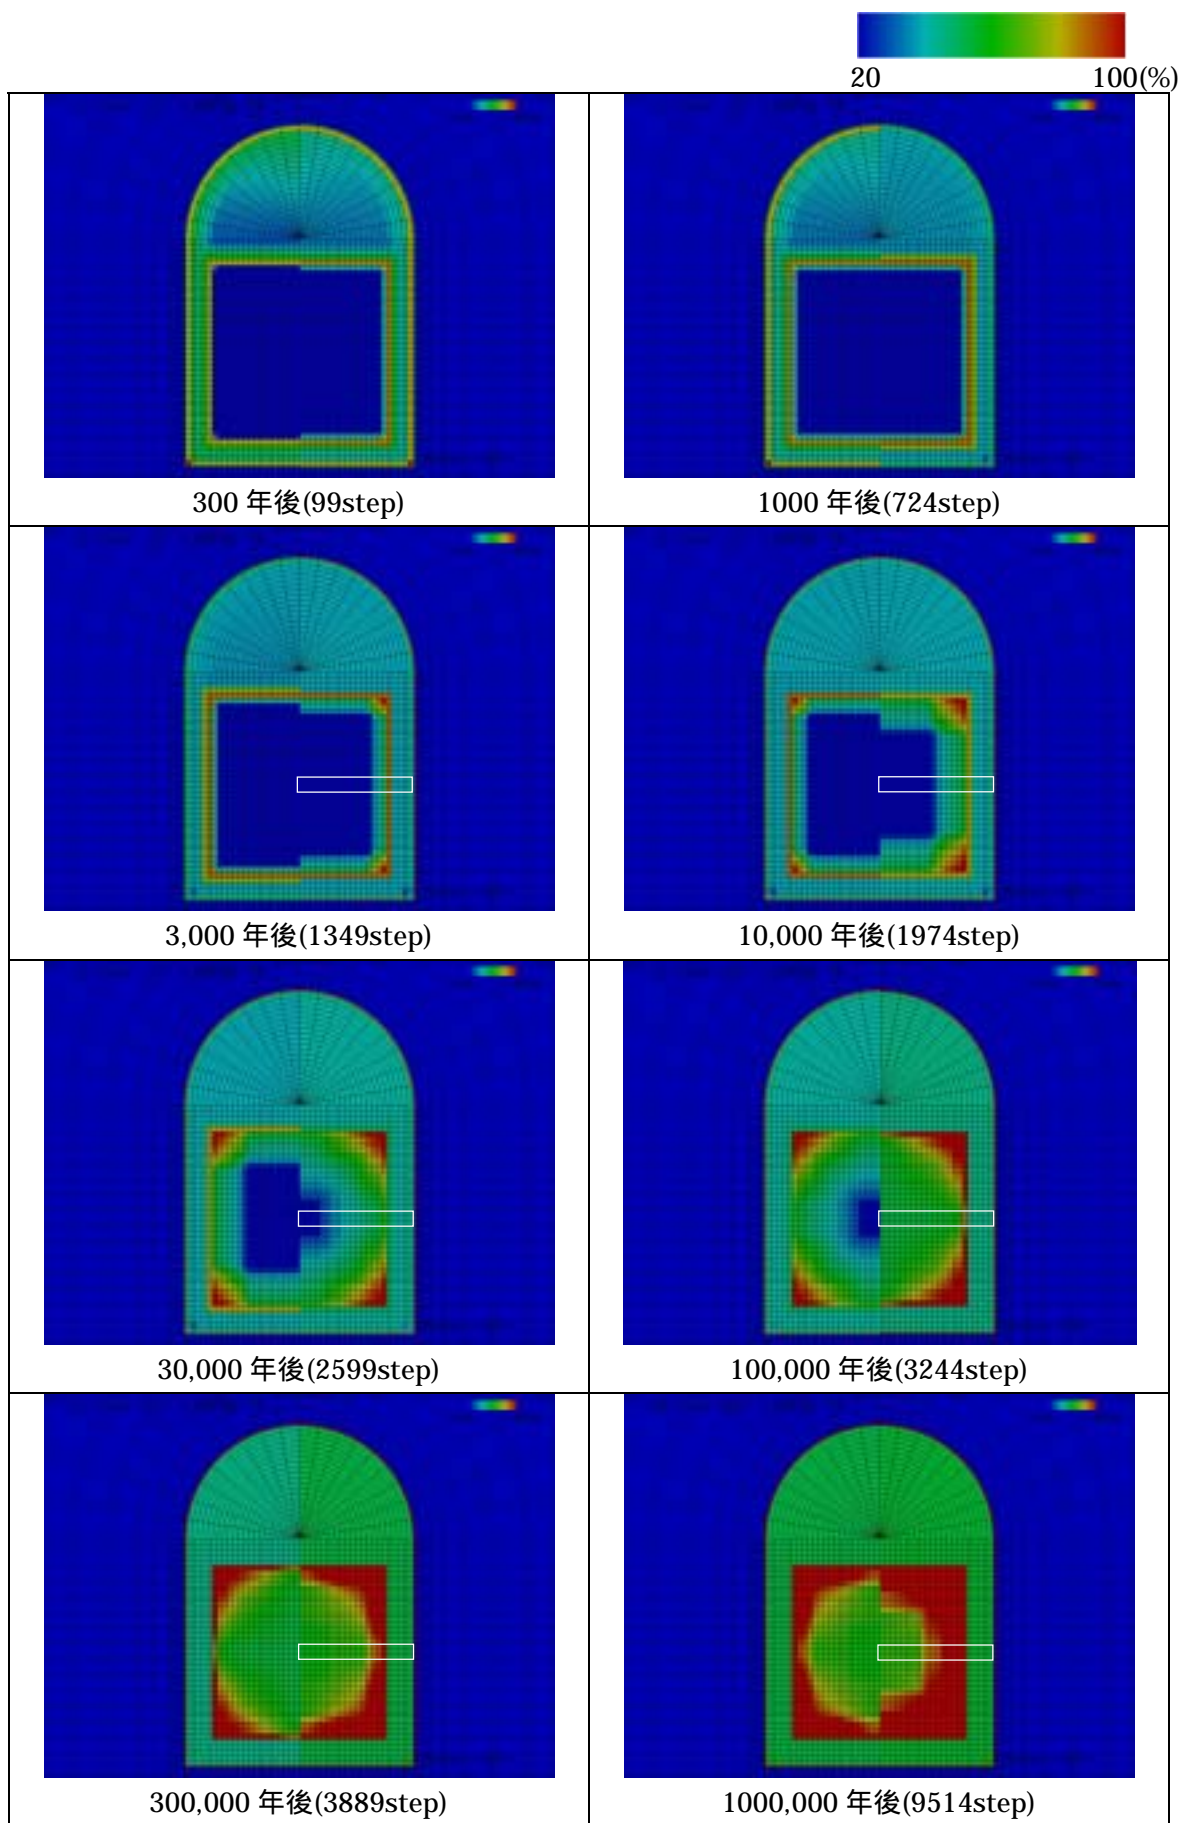 20 100(%)
300 年後(99step) 1000 年後(724step)
3,000 年後(1349step) 10,000 年後(1974step)
30,000 年後(2599step) 100,000 年後(3244step)
300,000 年後(3889step) 1000,000 年後(9514step)